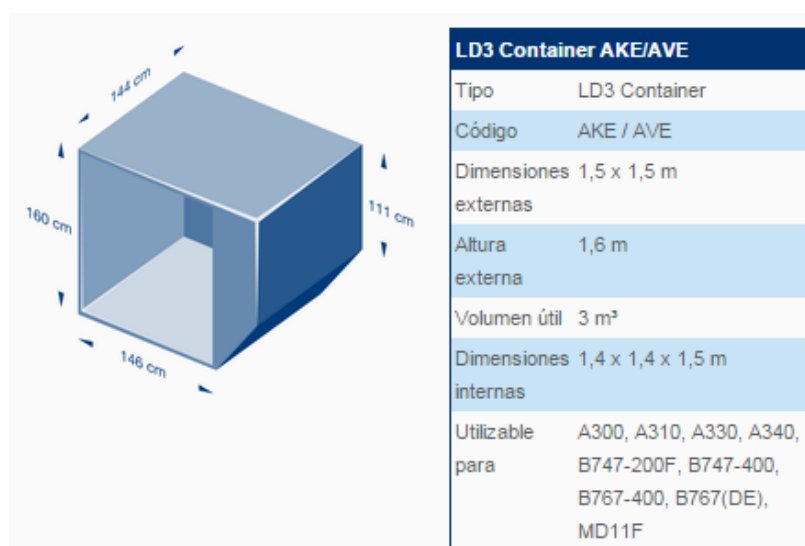 144 cm
160 cm
111 cm
146 cm
LD3 Container AKE/AVE
Tipo LD3 Container
Código AKE / AVE
Dimensiones 1,5 x 1,5 m
externas
Altura 1,6 m
externa
Volumen útil 3 m³
Dimensiones 1,4 x 1,4 x 1,5 m
internas
Utilizable A300, A310, A330, A340,
para B747-200F, B747-400,
B767-400, B767(DE),
MD11F